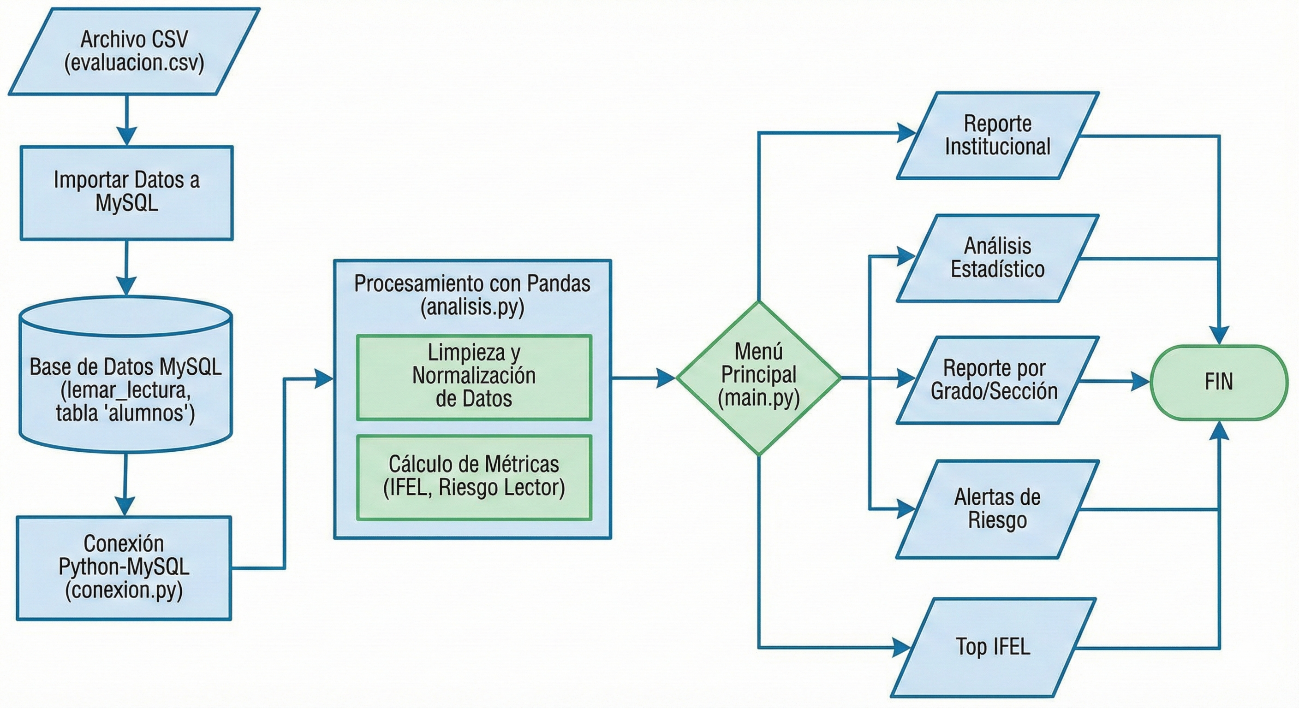 Archivo CSV
(evaluacion.csv)
Importar Datos a
MySQL
Base de Datos MySQL
(lemar_lectura,
tabla 'alumnos')
Conexión
Python-MySQL
(conexion.py)
Procesamiento con Pandas
(analisis.py)
Limpieza y
Normalización
de Datos
Cálculo de Métricas
(IFEL, Riesgo Lector)
Menú
Principal
(main.py)
Reporte
Institucional
Análisis
Estadístico
Reporte por
Grado/Sección
Alertas de
Riesgo
Top IFEL
FIN